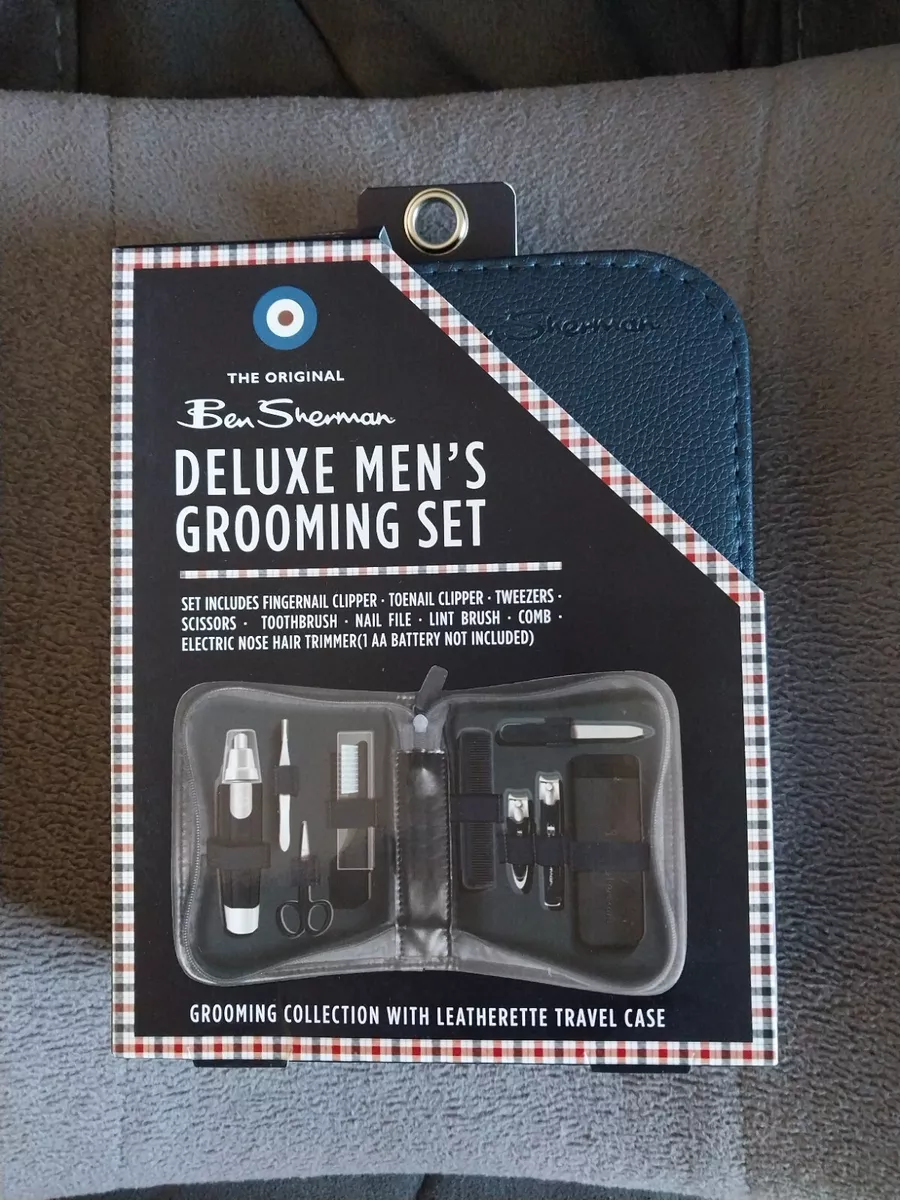 Sherman
THE ORIGINAL
Ben Sherman
DELUXE MEN'S
GROOMING SET
SET INCLUDES FINGERNAIL CLIPPER · TOENAIL CLIPPER · TWEEZERS ·
SCISSORS · TOOTHBRUSH · NAIL FILE · LINT BRUSH · COMB ·
ELECTRIC NOSE HAIR TRIMMER(1 AA BATTERY NOT INCLUDED)
GROOMING COLLECTION WITH LEATHERETTE TRAVEL CASE